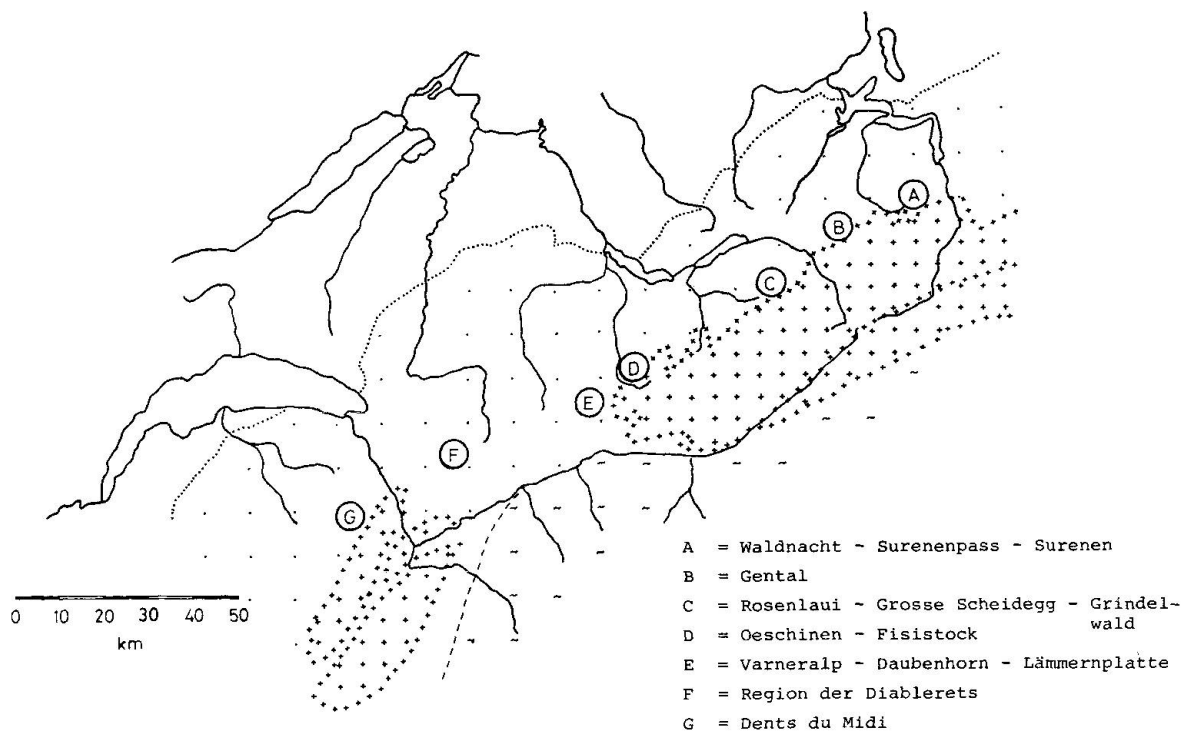 A
B
C
D
E
F
G
0 10 20 30 40 50
km
A = Waldnacht - Surenenpass - Surenen
B = Gental
C = Rosenlaui - Grosse Scheidegg - Grindel-
wald
D = Oeschinen - Fisistock
E = Varneralp - Daubenhorn - Lämmernplatte
F = Region der Diablerets
G = Dents du Midi